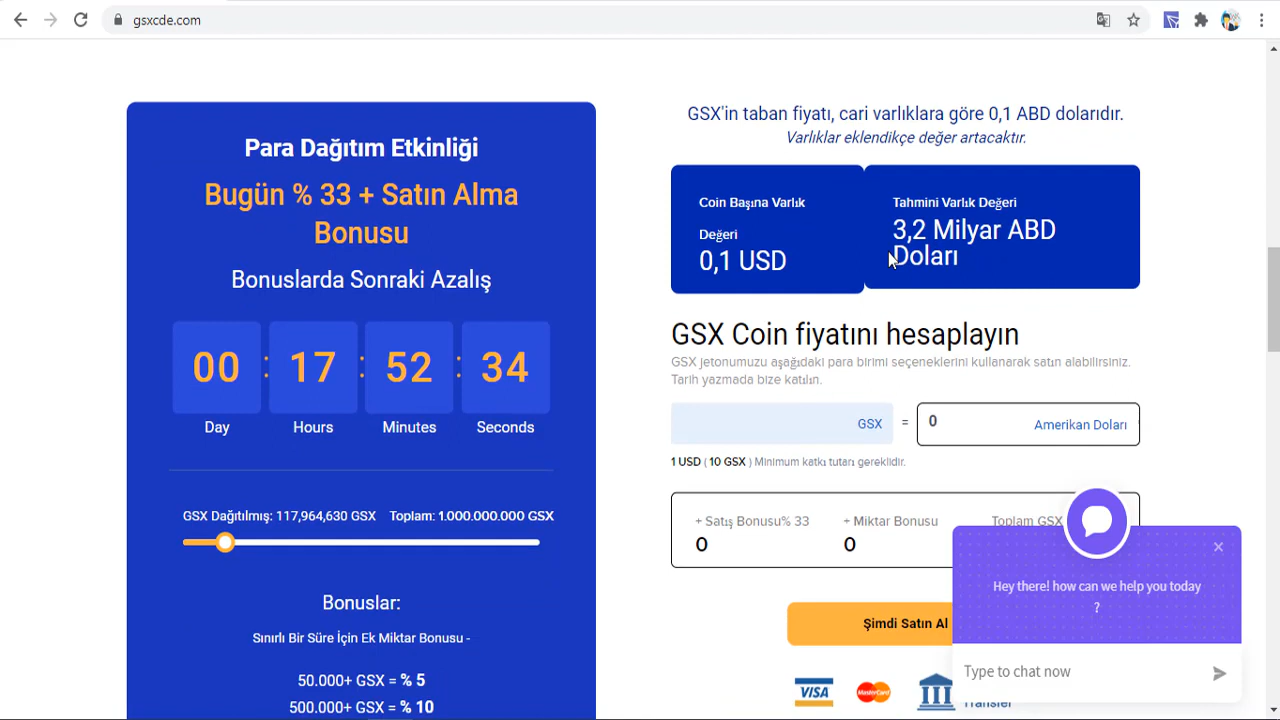 gsxcde.com
Para Dağıtım Etkinliği
Bugün % 33 + Satın Alma
Bonusu
Bonuslarda Sonraki Azalış
00 : 17 : 52 : 34
Day Hours Minutes Seconds
GSX Dağıtılmış: 117,964,630 GSX Toplam: 1.000.000.000 GSX
Bonuslar:
Sınırlı Bir Süre İçin Ek Miktar Bonusu -
50.000+ GSX = % 5
500.000+ GSX = % 10
GSX'in taban fiyatı, cari varlıklara göre 0,1 ABD dolarıdır.
Varlıklar eklendikçe değer artacaktır.
Coin Başına Varlık
Değeri
0,1 USD
Tahmini Varlık Değeri
3,2 Milyar ABD
Doları
GSX Coin fiyatını hesaplayın
GSX jetonumuzu aşağıdaki para birimi seçeneklerini kullanarak satın alabilirsiniz.
Tarih yazmada bize katılın.
GSX = 0 Amerikan Doları
1 USD ( 10 GSX ) Minimum katkı tutarı gereklidir.
+ Satış Bonusu% 33 + Miktar Bonusu Toplam GSX
0 0
Şimdi Satın Al
VISA MasterCard
Transfer
Hey there! how can we help you today
?
Type to chat now